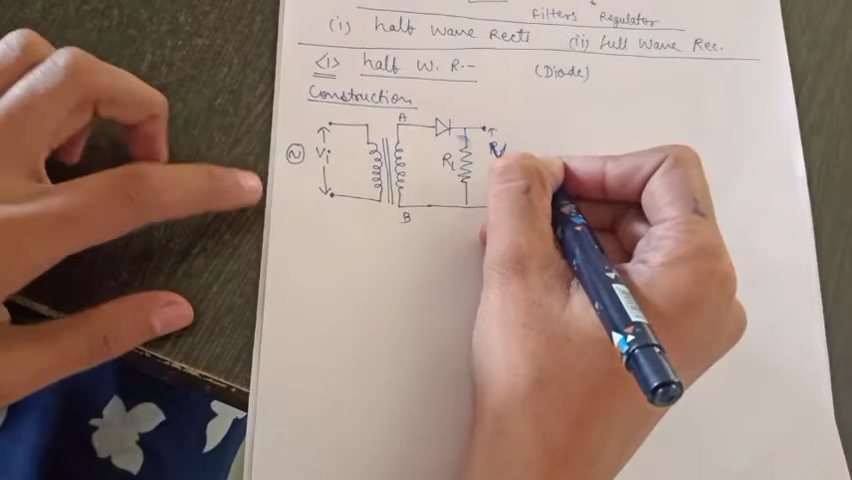 Filters Regulator
(i) half wave Recti (ii) full wave Rec.
<i> half W. R.- (Diode)
Construction
A
Vi
RL
B